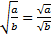 √(a/b) = √a/√b